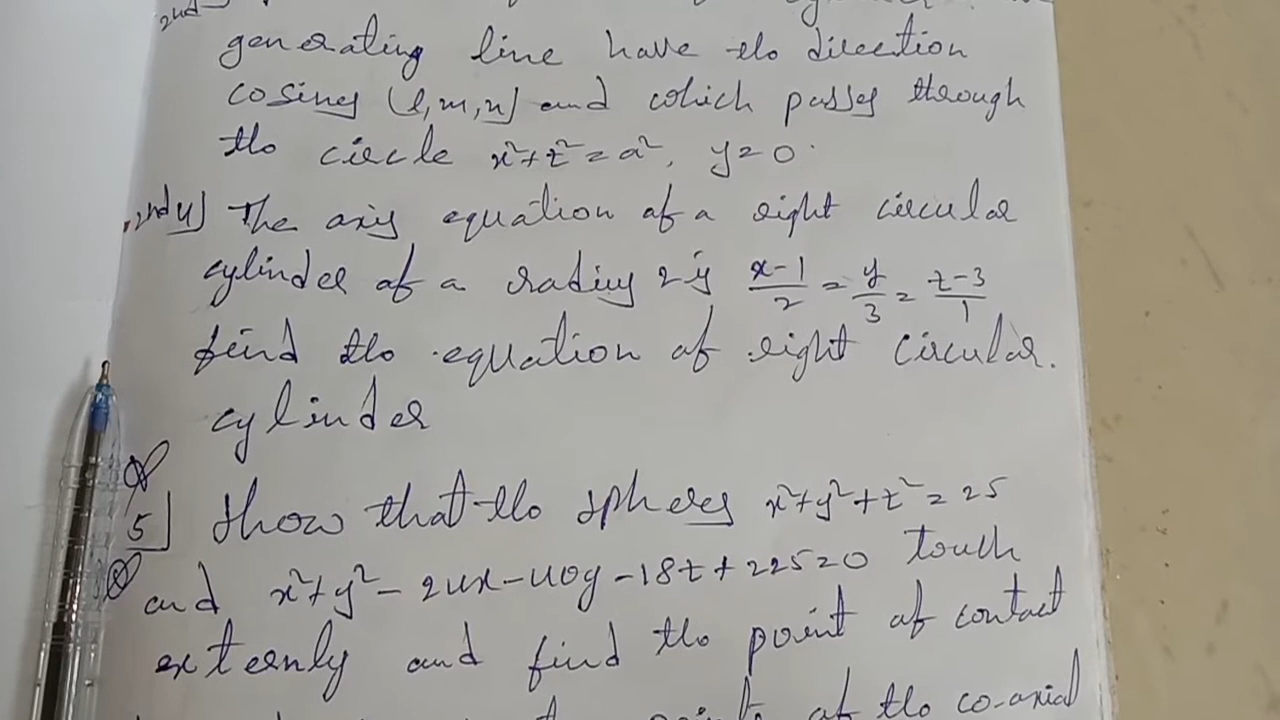 2nd
generating line have the direction
cosines (l, m, n) and which passes through
the circle x²+z²=a², y=0.
2nd 4] The axis equation of a right circular
cylinder of a radius 2 is x-1/2 = y/3 = z-3/1
find the equation of right circular.
cylinder
5] Show that the spheres x²+y²+z²=25
and x²+y²-24x-40y-18z+225=0 touch
externly and find the point of contact
of the co-axial